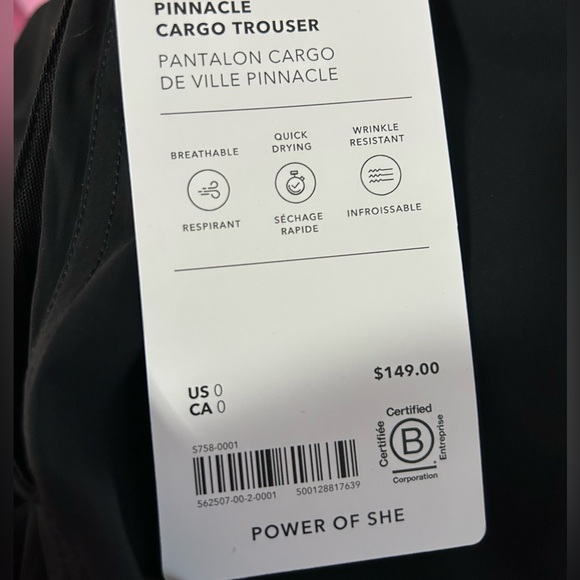 PINNACLE
CARGO TROUSER
PANTALON CARGO
DE VILLE PINNACLE
BREATHABLE
QUICK
DRYING
WRINKLE
RESISTANT
RESPIRANT
SÉCHAGE
RAPIDE
INFROISSABLE
$149.00
US 0
CA 0
Certified
Certifiée
B
Entreprise
Corporation
S758-0001
562507-00-2-0001 500128817639
POWER OF SHE